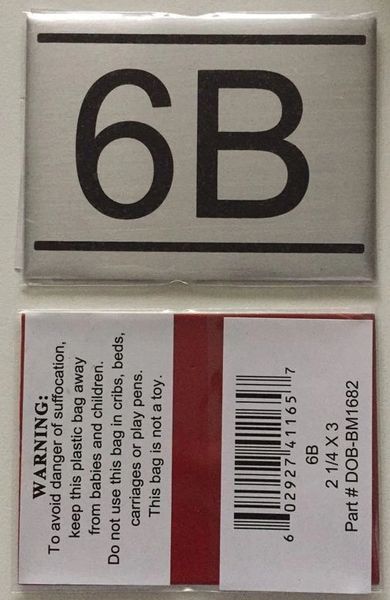 6B
WARNING:
To avoid danger of suffocation,
keep this plastic bag away
from babies and children.
Do not use this bag in cribs, beds,
carriages or play pens.
This bag is not a toy.
6 02927 41165 7
6B
2 1/4 X 3
Part # DOB-BM1682